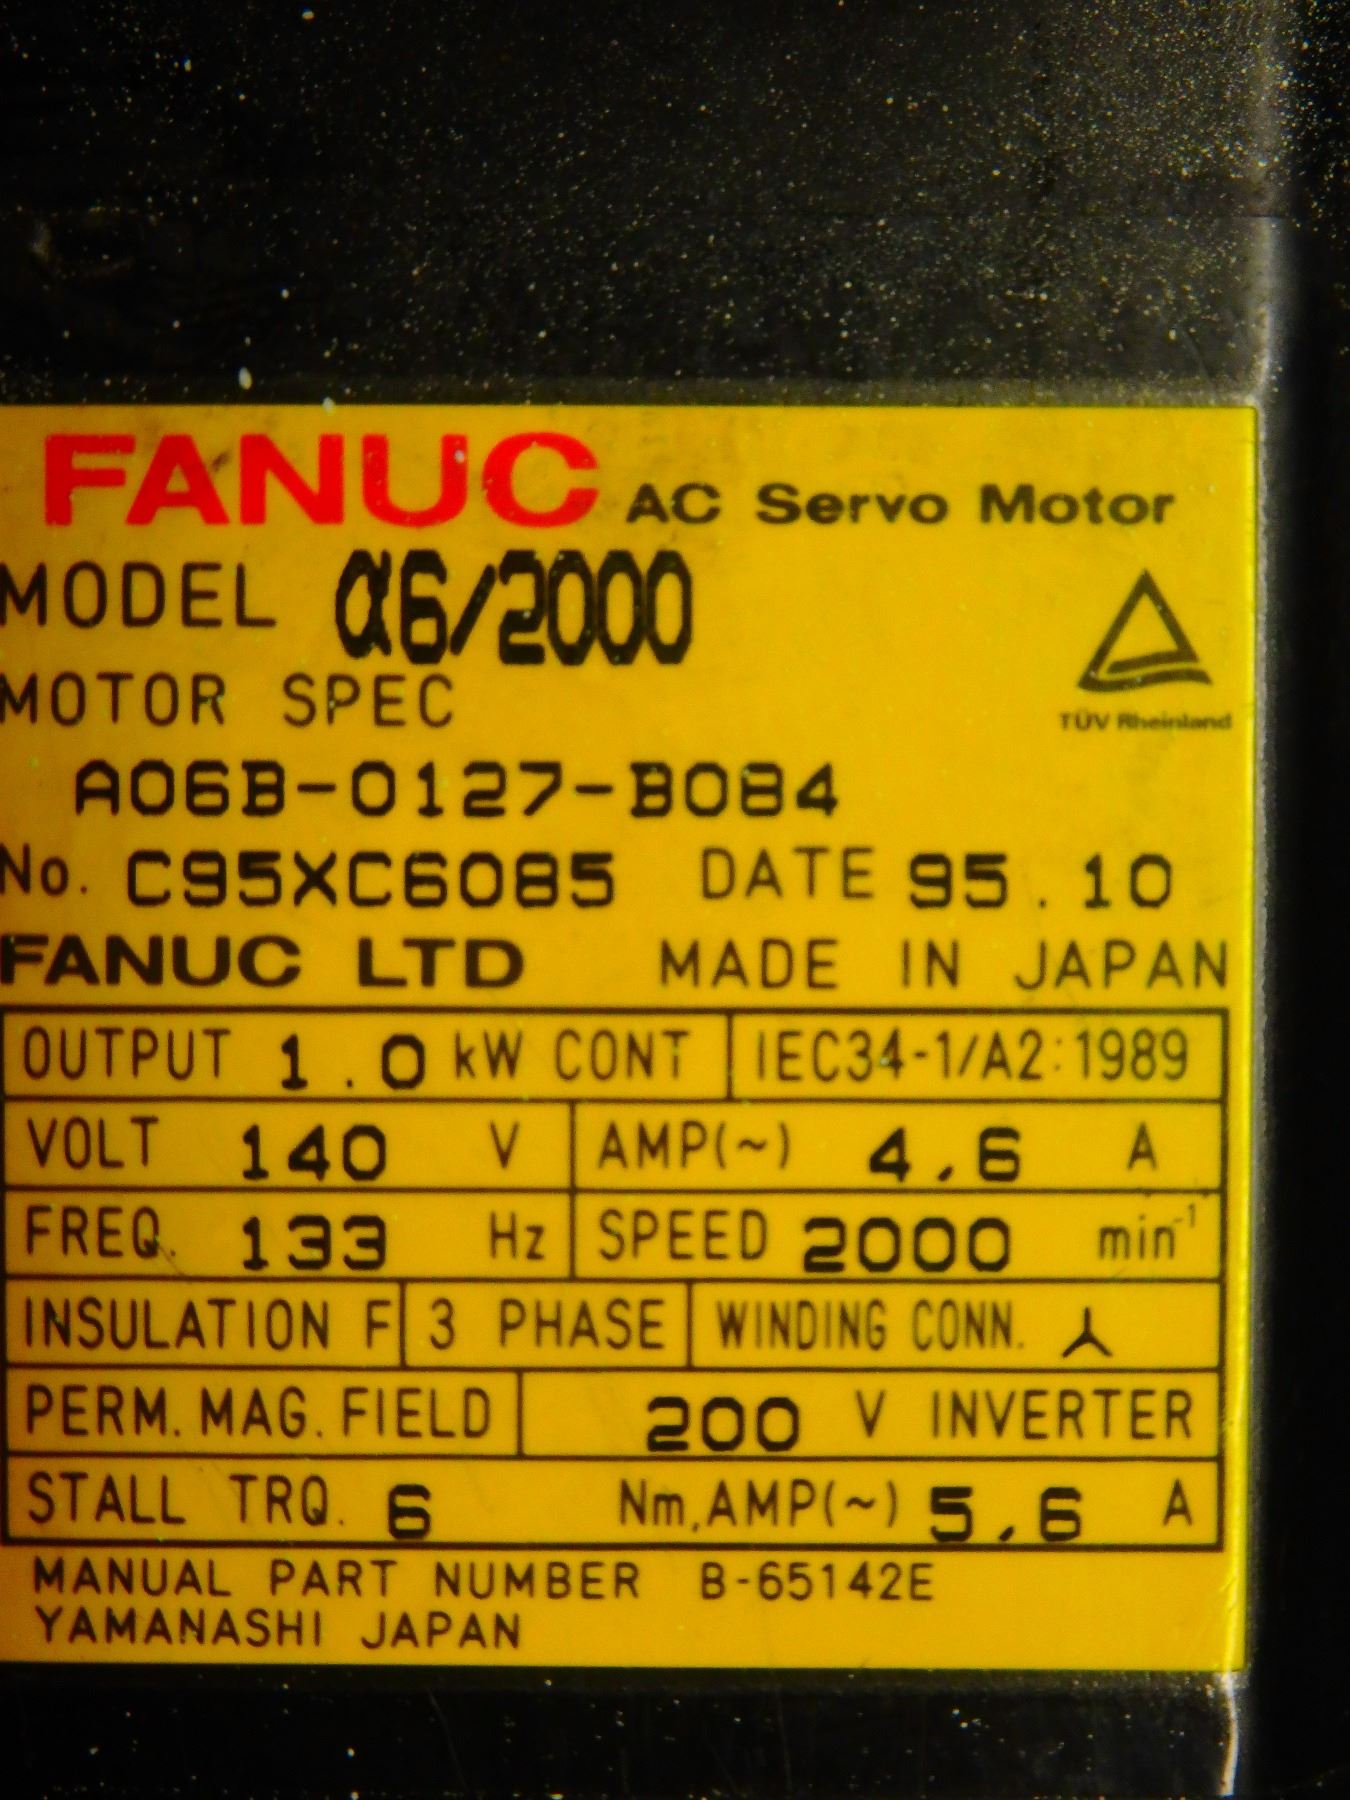 FANUC AC Servo Motor
MODEL α6/2000
MOTOR SPEC
TÜV Rheinland
A06B-0127-B084
No. C95XC6085 DATE 95.10
FANUC LTD MADE IN JAPAN
OUTPUT 1.0 kW CONT IEC34-1/A2:1989
VOLT 140 V AMP(~) 4.6 A
FREQ. 133 Hz SPEED 2000 min⁻¹
INSULATION F 3 PHASE WINDING CONN.
PERM. MAG. FIELD 200 V INVERTER
STALL TRQ. 6 Nm, AMP(~) 5.6 A
MANUAL PART NUMBER B-65142E
YAMANASHI JAPAN